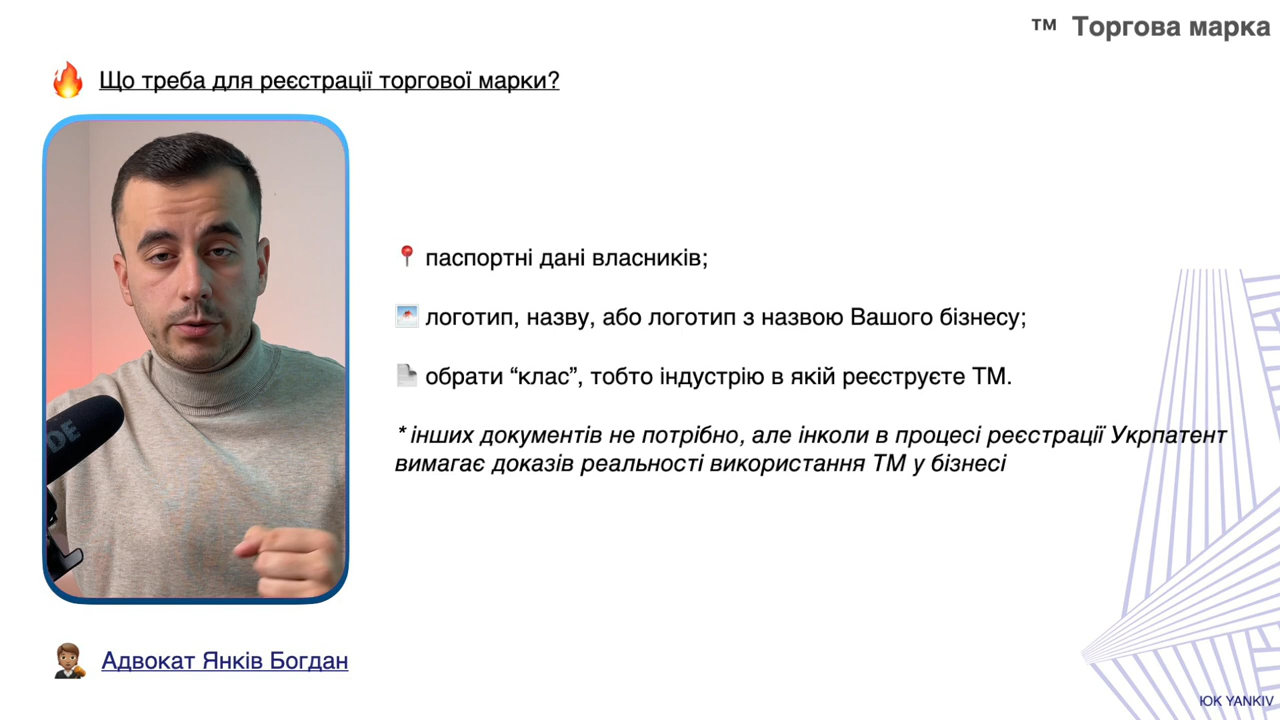 ™ Торгова марка
Що треба для реєстрації торгової марки?
DE
паспортні дані власників;
логотип, назву, або логотип з назвою Вашого бізнесу;
обрати “клас”, тобто індустрію в якій реєструєте ТМ.
* інших документів не потрібно, але інколи в процесі реєстрації Укрпатент
вимагає доказів реальності використання ТМ у бізнесі
Адвокат Янків Богдан
ЮК YANKIV